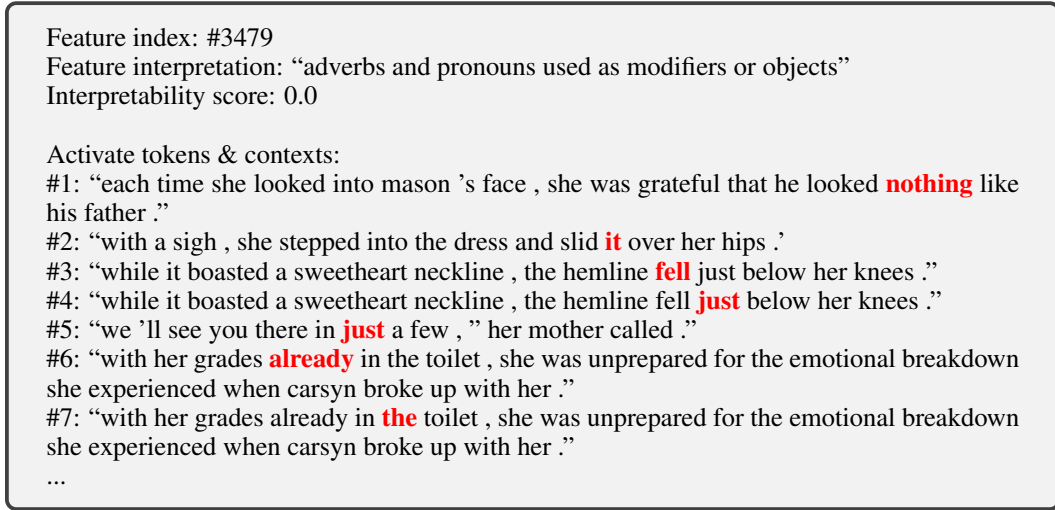 Feature index: #3479
Feature interpretation: “adverbs and pronouns used as modifiers or objects”
Interpretability score: 0.0
Activate tokens & contexts:
#1: “each time she looked into mason ’s face , she was grateful that he looked nothing like
his father .”
#2: “with a sigh , she stepped into the dress and slid it over her hips .’
#3: “while it boasted a sweetheart neckline , the hemline fell just below her knees .”
#4: “while it boasted a sweetheart neckline , the hemline fell just below her knees .”
#5: “we ’ll see you there in just a few , ” her mother called .”
#6: “with her grades already in the toilet , she was unprepared for the emotional breakdown
she experienced when carsyn broke up with her .”
#7: “with her grades already in the toilet , she was unprepared for the emotional breakdown
she experienced when carsyn broke up with her .”
...